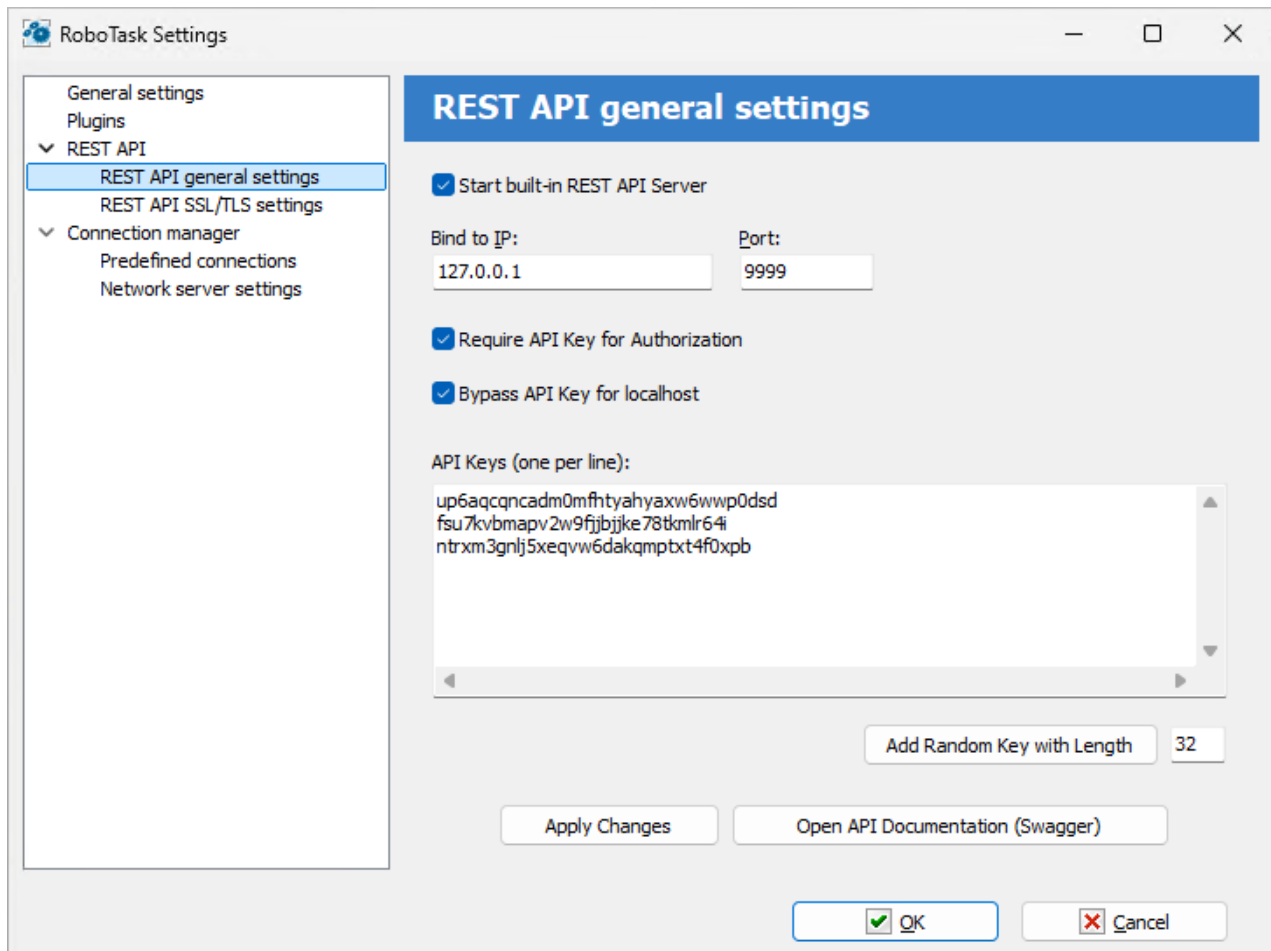 RoboTask Settings
General settings
Plugins
REST API
REST API general settings
REST API SSL/TLS settings
Connection manager
Predefined connections
Network server settings
REST API general settings
Start built-in REST API Server
Bind to IP:
Port:
127.0.0.1
9999
Require API Key for Authorization
Bypass API Key for localhost
API Keys (one per line):
up6aqcqncadm0mfhtyahyaxw6wwp0dsd
fsu7kvbmapv2w9fjjbjjke78tkmlr64i
ntrxm3gnlj5xeqvw6dakqmptxt4f0xpb
Add Random Key with Length
32
Apply Changes
Open API Documentation (Swagger)
OK
Cancel